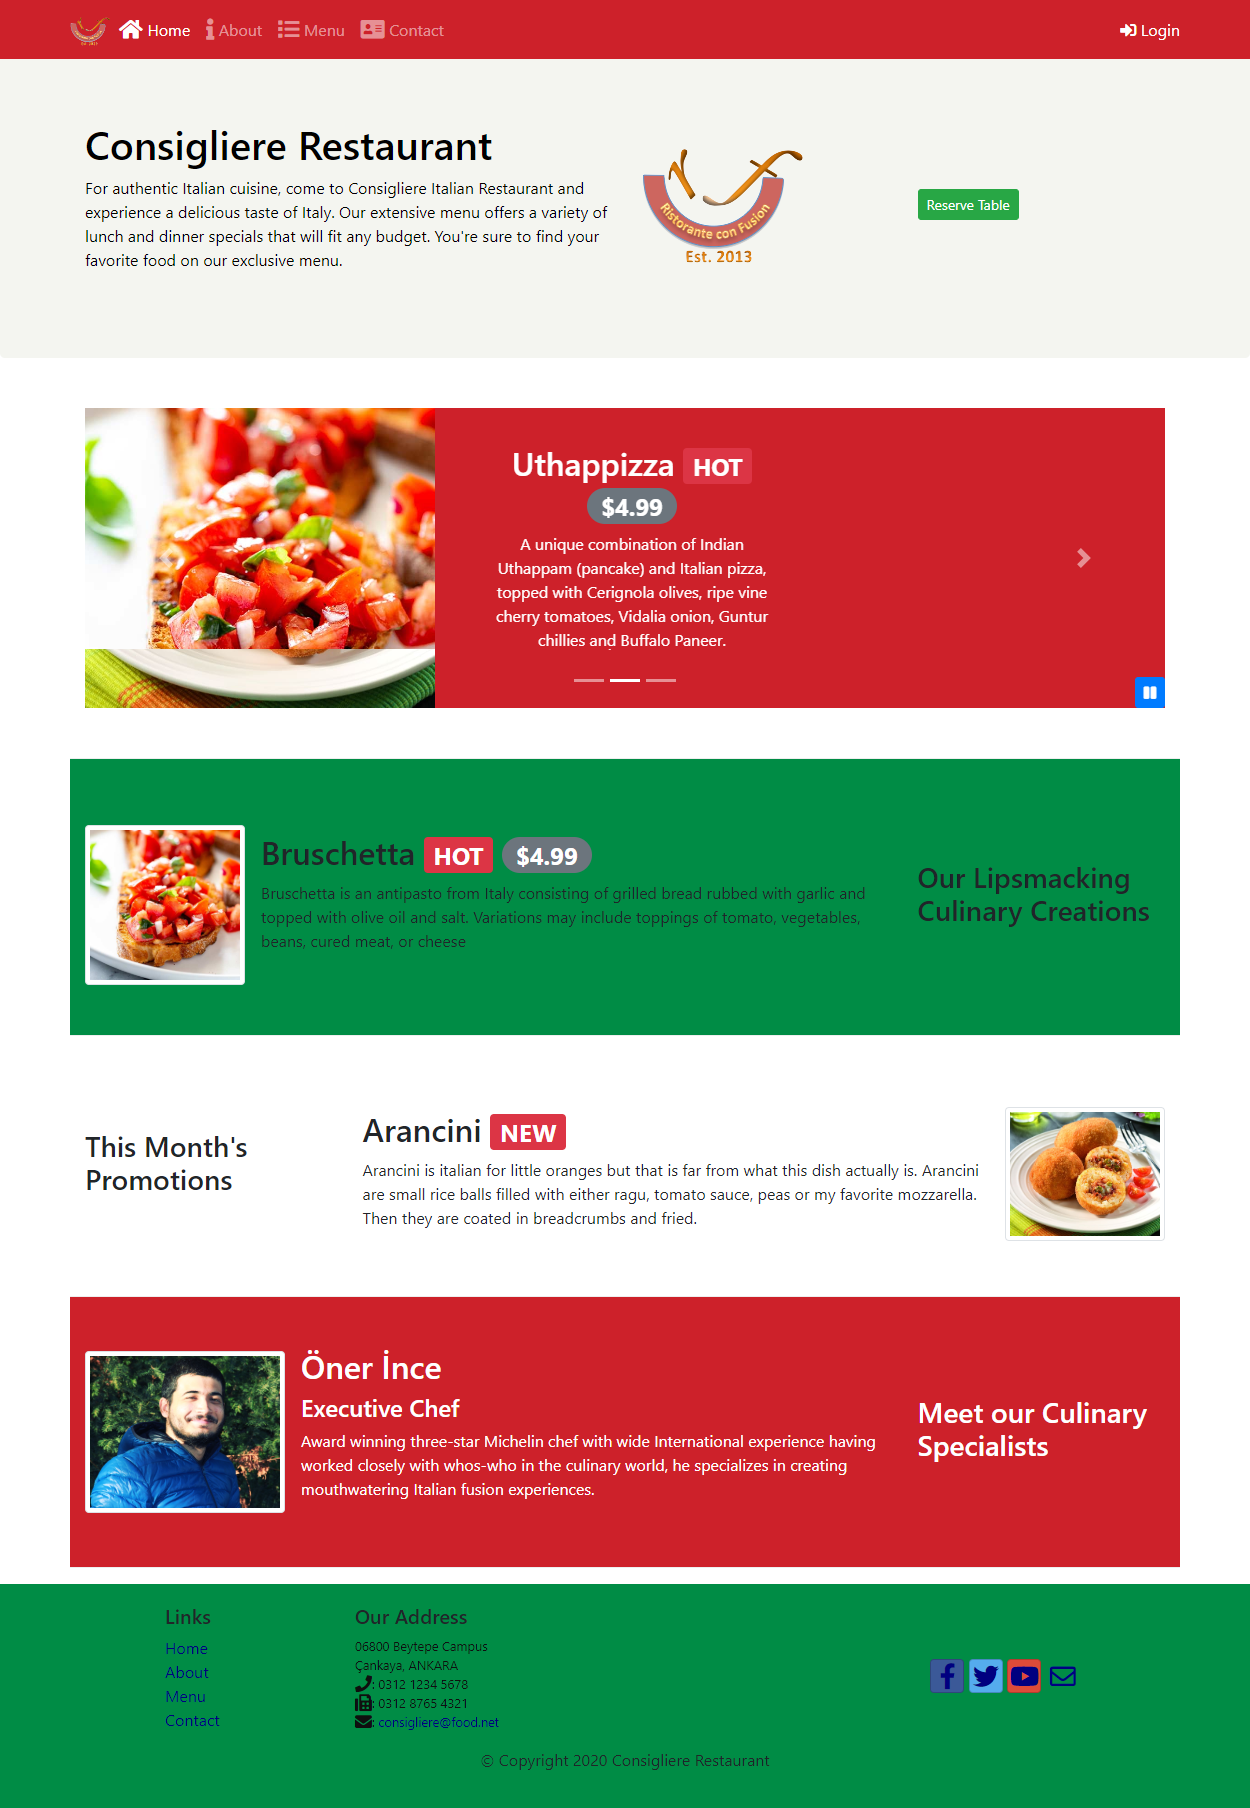 Home About Menu Contact Login
Consigliere Restaurant
For authentic Italian cuisine, come to Consigliere Italian Restaurant and
experience a delicious taste of Italy. Our extensive menu offers a variety of
lunch and dinner specials that will fit any budget. You're sure to find your
favorite food on our exclusive menu.
Ristorante con Fusion
Est. 2013
Reserve Table
Uthappizza HOT
$4.99
A unique combination of Indian
Uthappam (pancake) and Italian pizza,
topped with Cerignola olives, ripe vine
cherry tomatoes, Vidalia onion, Guntur
chillies and Buffalo Paneer.
Bruschetta HOT $4.99
Bruschetta is an antipasto from Italy consisting of grilled bread rubbed with garlic and
topped with olive oil and salt. Variations may include toppings of tomato, vegetables,
beans, cured meat, or cheese
Our Lipsmacking
Culinary Creations
This Month's
Promotions
Arancini NEW
Arancini is italian for little oranges but that is far from what this dish actually is. Arancini
are small rice balls filled with either ragu, tomato sauce, peas or my favorite mozzarella.
Then they are coated in breadcrumbs and fried.
Öner İnce
Executive Chef
Award winning three-star Michelin chef with wide International experience having
worked closely with whos-who in the culinary world, he specializes in creating
mouthwatering Italian fusion experiences.
Meet our Culinary
Specialists
Links
Home
About
Menu
Contact
Our Address
06800 Beytepe Campus
Çankaya, ANKARA
: 0312 1234 5678
: 0312 8765 4321
: consigliere@food.net
© Copyright 2020 Consigliere Restaurant